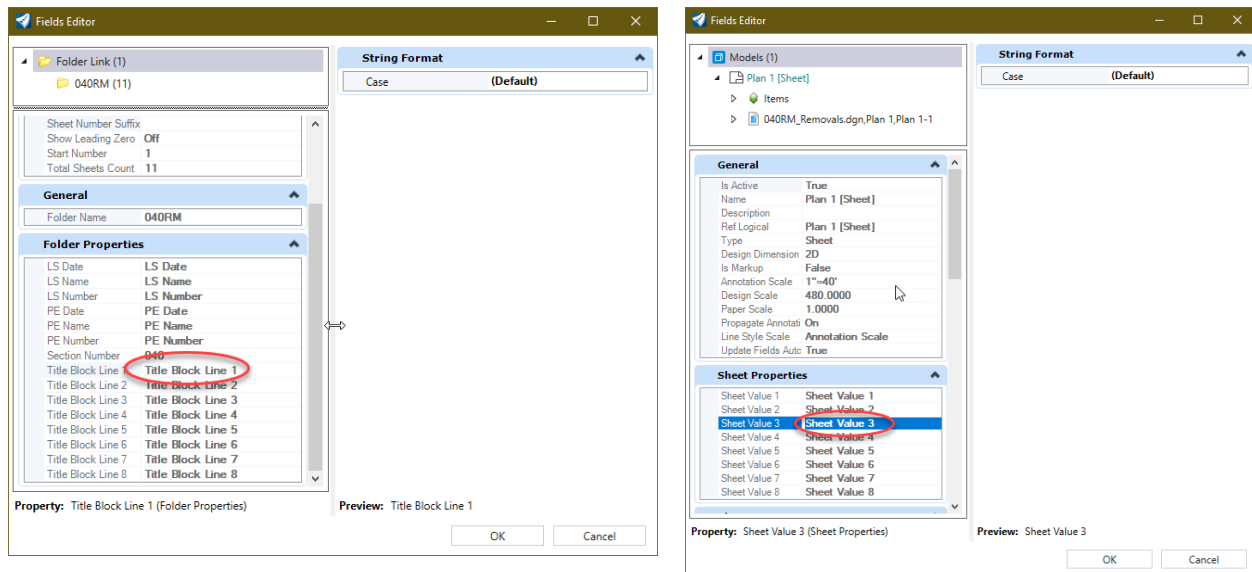 Fields Editor
Folder Link (1)
040RM (11)
Sheet Number Suffix
Show Leading Zero Off
Start Number 1
Total Sheets Count 11
General
Folder Name 040RM
Folder Properties
LS Date LS Date
LS Name LS Name
LS Number LS Number
PE Date PE Date
PE Name PE Name
PE Number PE Number
Section Number 040
Title Block Line 1 Title Block Line 1
Title Block Line 2 Title Block Line 2
Title Block Line 3 Title Block Line 3
Title Block Line 4 Title Block Line 4
Title Block Line 5 Title Block Line 5
Title Block Line 6 Title Block Line 6
Title Block Line 7 Title Block Line 7
Title Block Line 8 Title Block Line 8
Property: Title Block Line 1 (Folder Properties)
String Format
Case (Default)
Preview: Title Block Line 1
OK Cancel
Fields Editor
Models (1)
Plan 1 [Sheet]
Items
040RM_Removals.dgn,Plan 1,Plan 1-1
General
Is Active True
Name Plan 1 [Sheet]
Description
Ref Logical Plan 1 [Sheet]
Type Sheet
Design Dimension 2D
Is Markup False
Annotation Scale 1"=40'
Design Scale 480.0000
Paper Scale 1.0000
Propagate Annotati On
Line Style Scale Annotation Scale
Update Fields Auto True
Sheet Properties
Sheet Value 1 Sheet Value 1
Sheet Value 2 Sheet Value 2
Sheet Value 3 Sheet Value 3
Sheet Value 4 Sheet Value 4
Sheet Value 5 Sheet Value 5
Sheet Value 6 Sheet Value 6
Sheet Value 7 Sheet Value 7
Sheet Value 8 Sheet Value 8
Property: Sheet Value 3 (Sheet Properties)
String Format
Case (Default)
Preview: Sheet Value 3
OK Cancel